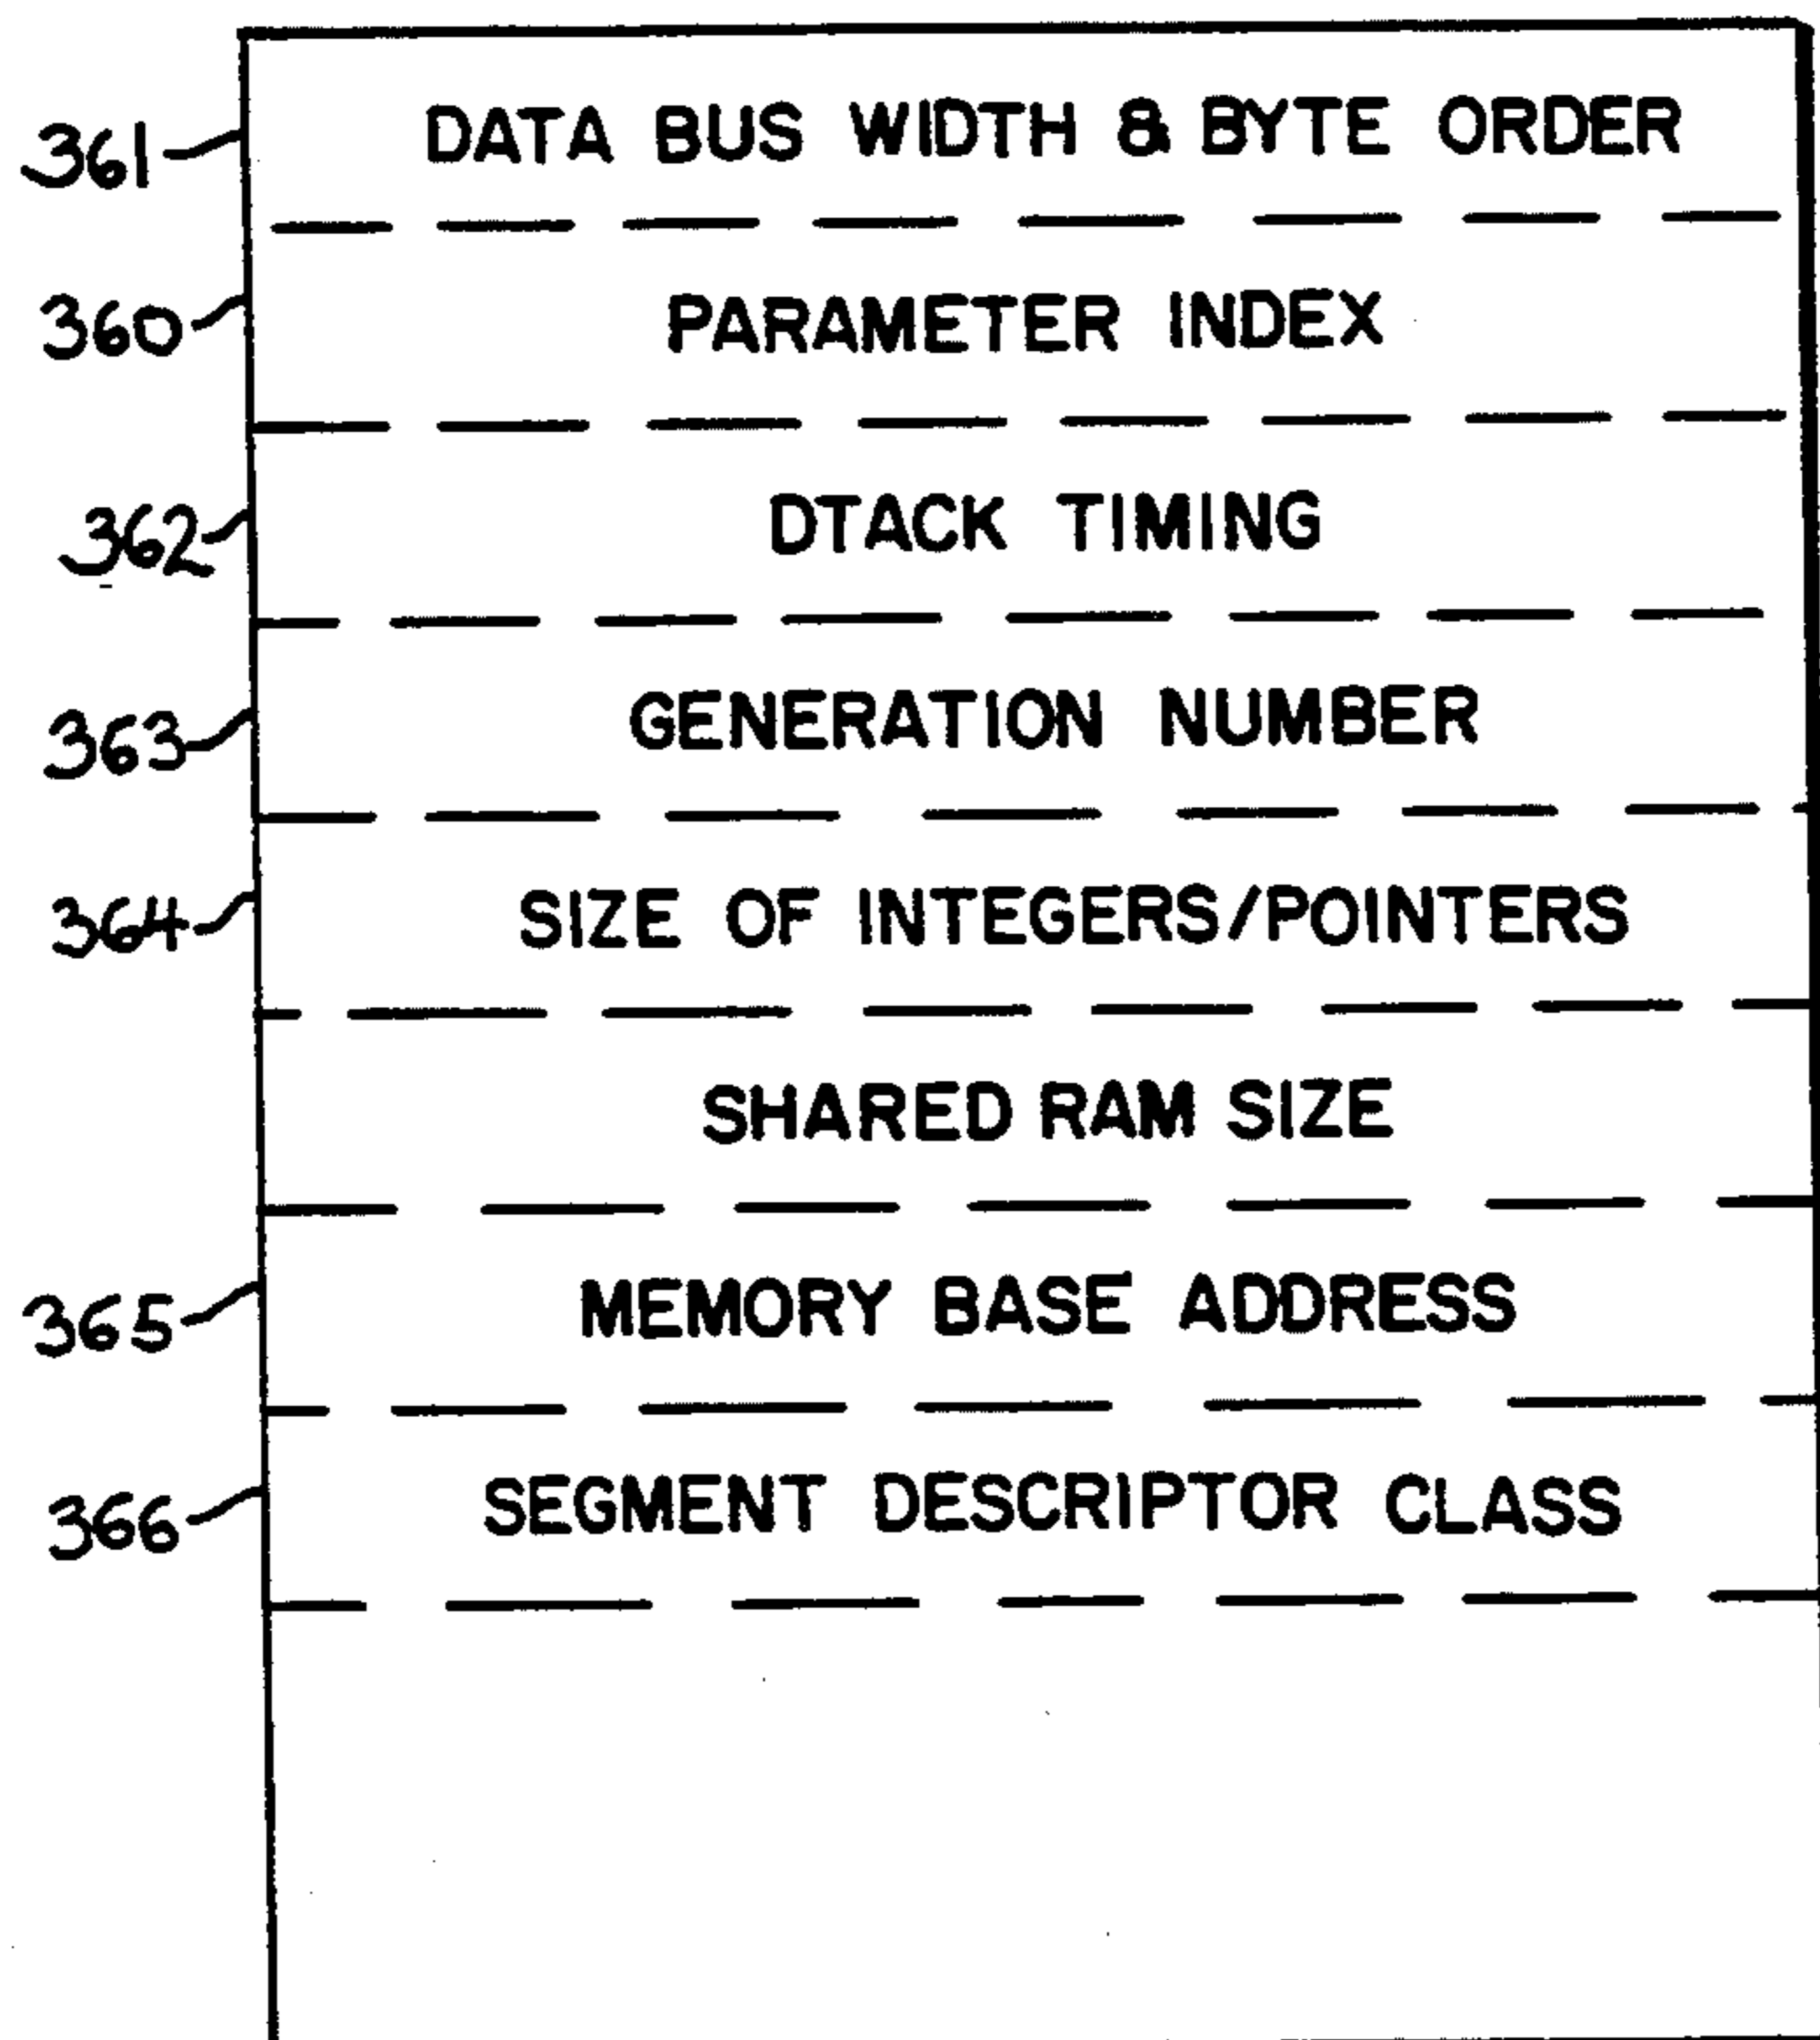 361 DATA BUS WIDTH & BYTE ORDER
360 PARAMETER INDEX
362 DTACK TIMING
363 GENERATION NUMBER
364 SIZE OF INTEGERS/POINTERS
SHARED RAM SIZE
365 MEMORY BASE ADDRESS
366 SEGMENT DESCRIPTOR CLASS